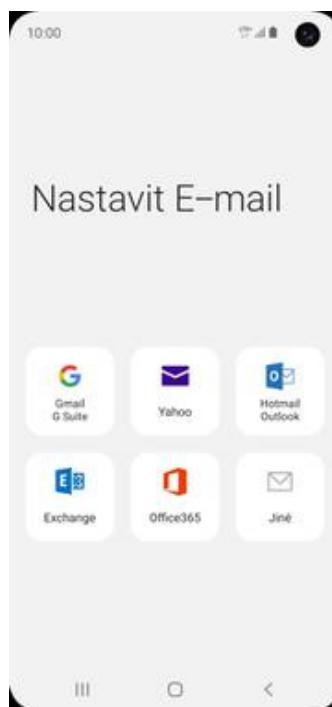 10:00
Nastavit E-mail
Gmail
G Suite
Yahoo
Hotmail
Outlook
Exchange
Office365
Jiné